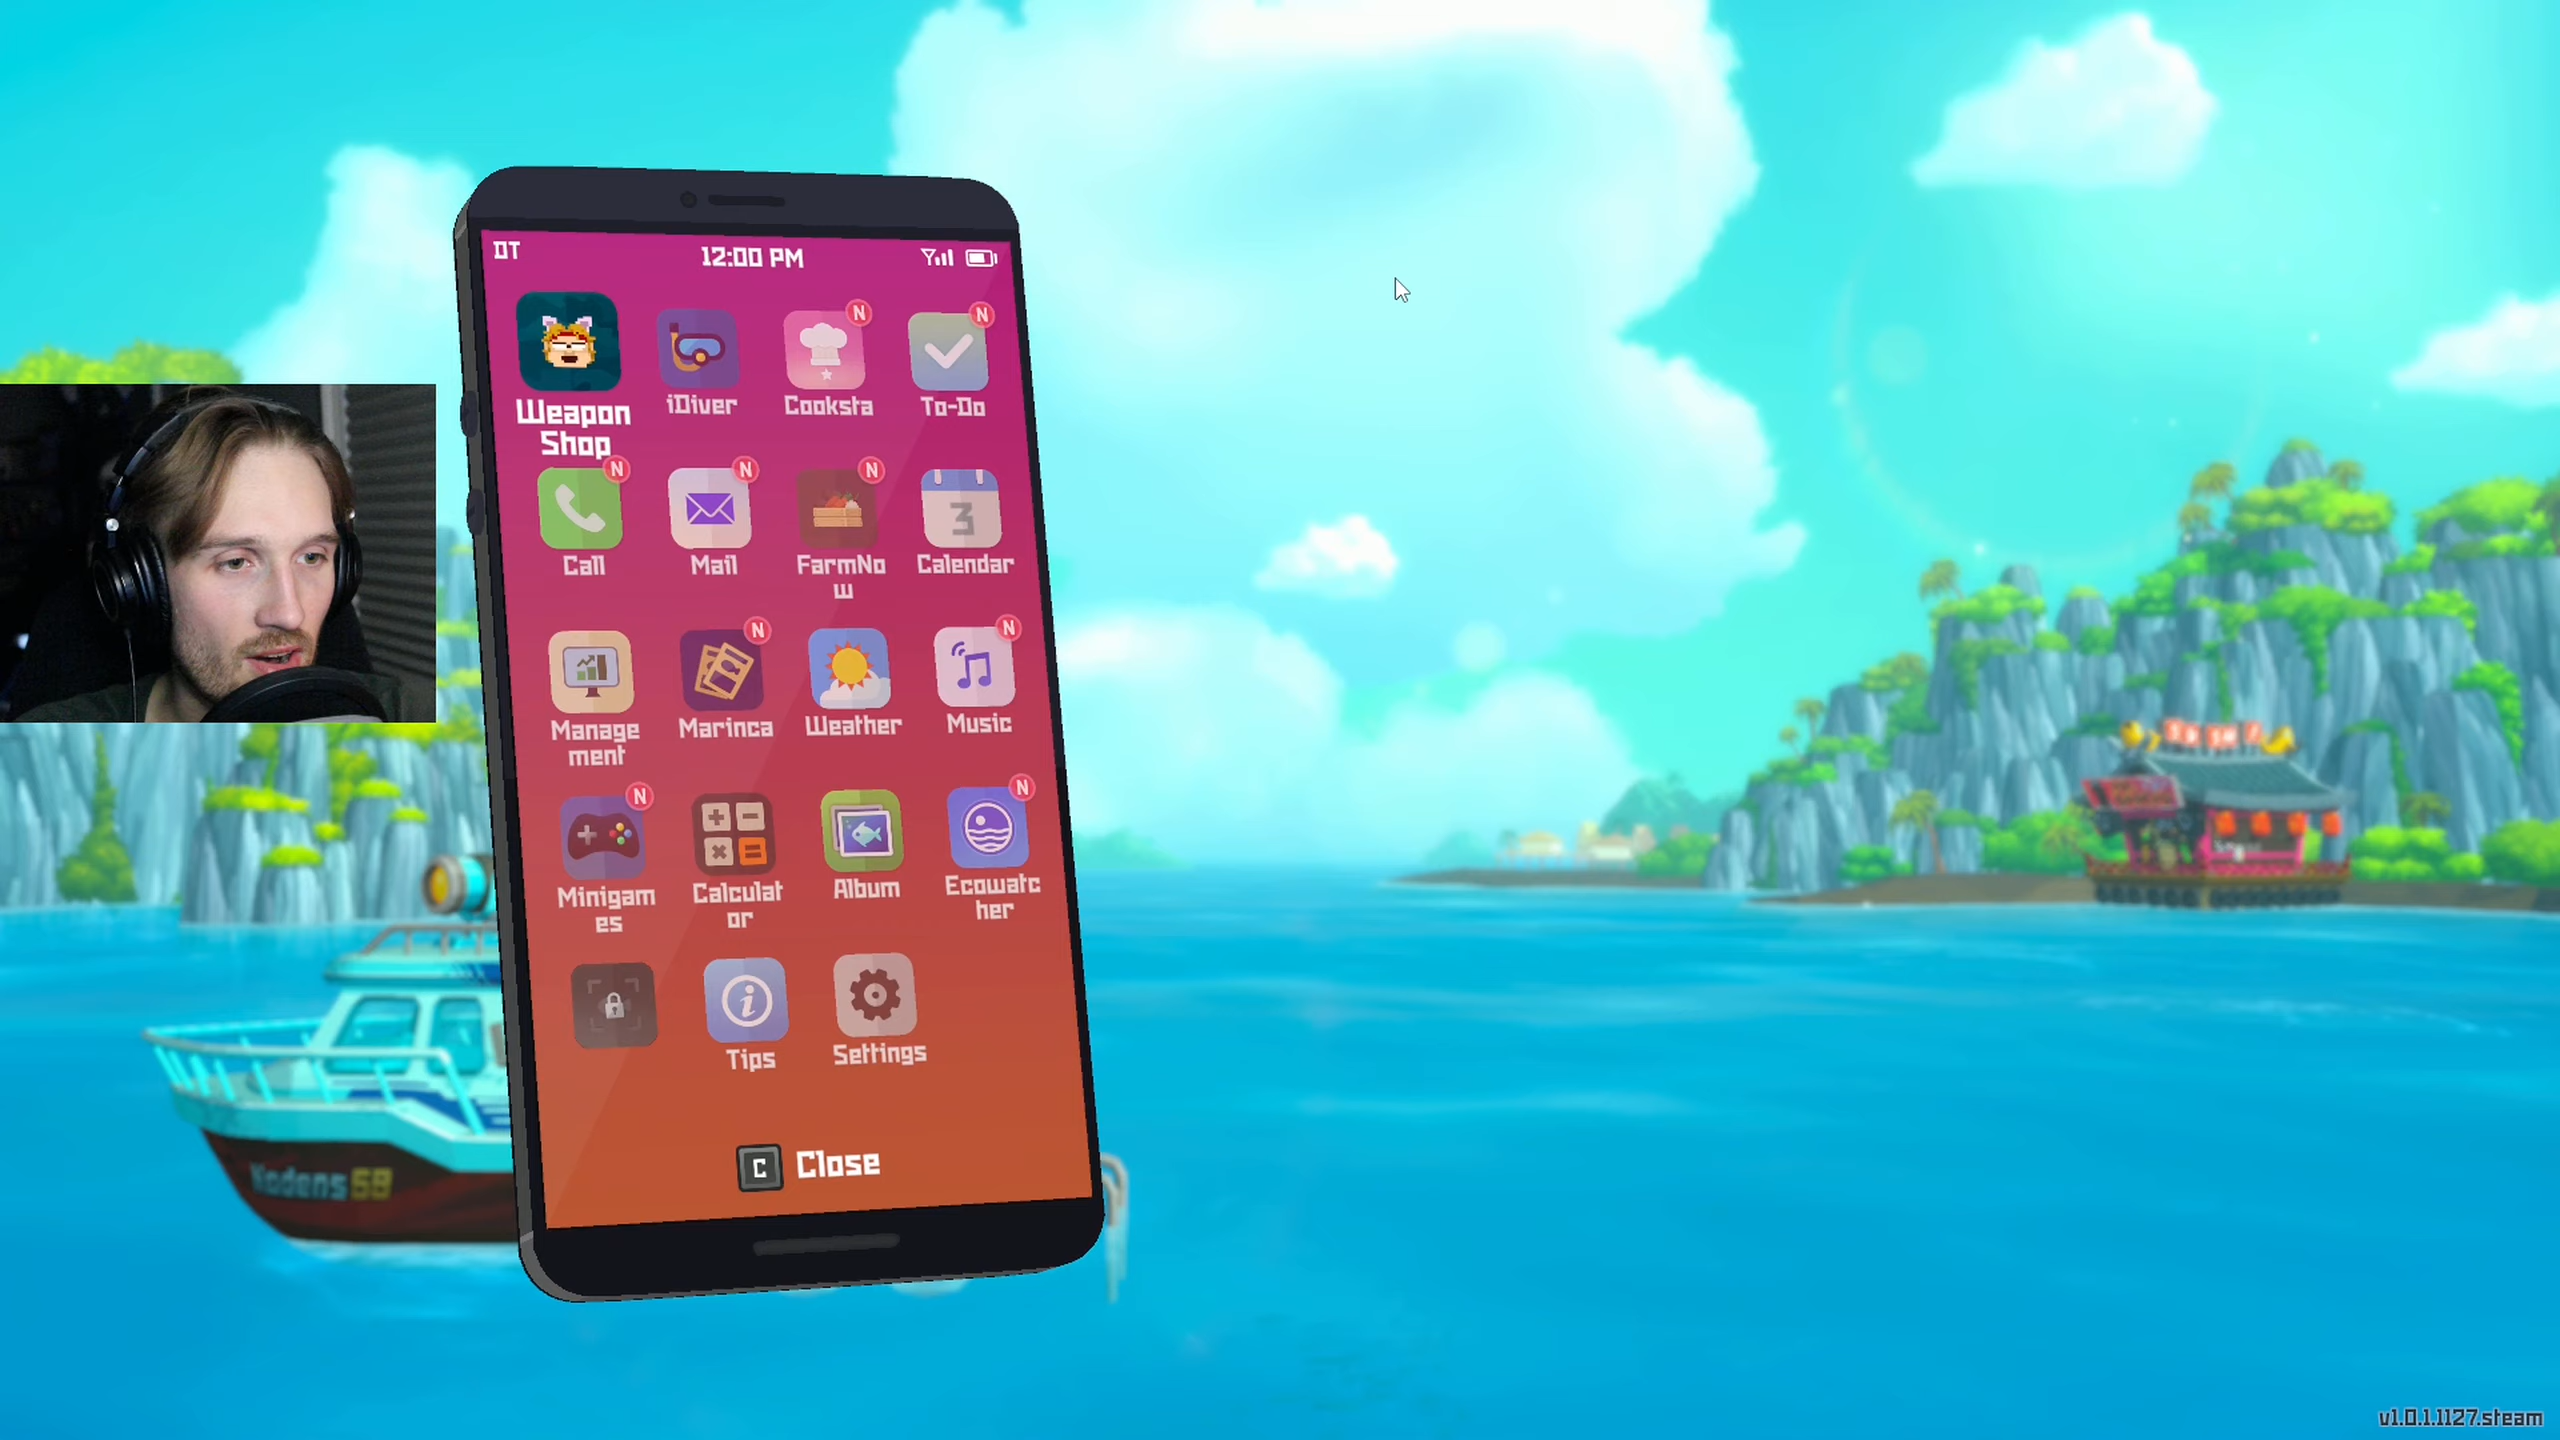 DT
12:00 PM
Weapon
Shop
iDiver
N
Cooksta
N
To-Do
N
Call
N
Mail
N
FarmNo
w
3
Calendar
Manage
ment
N
Marinca
Weather
N
Music
N
Minigam
es
Calculat
or
Album
N
Ecowatc
her
Tips
Settings
C Close
v1.0.1.1127.steam